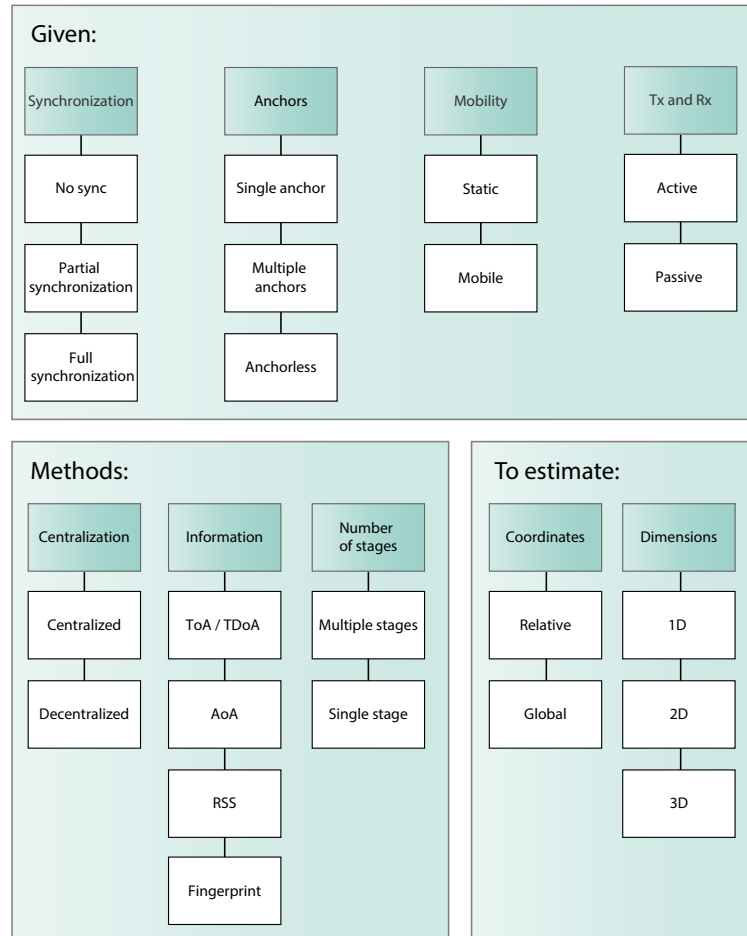 Given:
Synchronization
Anchors
Mobility
Tx and Rx
No sync
Single anchor
Static
Active
Partial
synchronization
Multiple
anchors
Mobile
Passive
Full
synchronization
Anchorless
Methods:
Centralization
Information
Number
of stages
Centralized
ToA / TDoA
Multiple stages
Decentralized
AoA
Single stage
RSS
Fingerprint
To estimate:
Coordinates
Dimensions
Relative
1D
Global
2D
3D